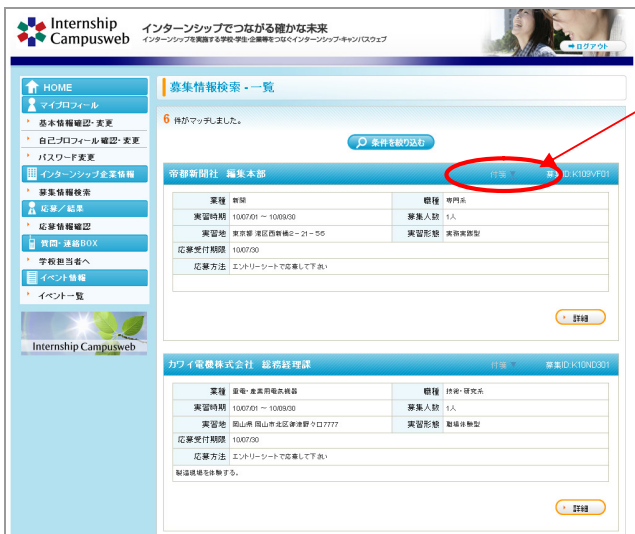 Internship Campusweb
インターンシップでつながる確かな未来
インターンシップを実施する学校・学生・企業等をつなぐインターンシップ・キャンパスウェブ
ログアウト
HOME
マイプロフィール
基本情報確認・変更
自己プロフィール確認・変更
パスワード変更
インターンシップ企業情報
募集情報検索
応募/結果
応募情報確認
質問・連絡BOX
学校担当者へ
イベント情報
イベント一覧
Internship Campusweb
募集情報検索 - 一覧
6 件がマッチしました。
条件を絞り込む
帝都新聞社 編集本部 付箋 募集ID:K109VF01
業種 新聞 職種 専門系
実習時期 10/07/01 ～ 10/09/30 募集人数 1人
実習地 東京都 港区西新橋2－21－56 実習形態 実務実践型
応募受付期限 10/07/30
応募方法 エントリーシートで応募して下さい
詳細
カワイ電機株式会社 総務経理課 付箋 募集ID:K10ND301
業種 重電・産業用電気機器 職種 技術・研究系
実習時期 10/07/01 ～ 10/09/30 募集人数 1人
実習地 岡山県 岡山市北区御津野々口7777 実習形態 職場体験型
応募受付期限 10/07/30
応募方法 エントリーシートで応募して下さい
製造現場を体験する。
詳細